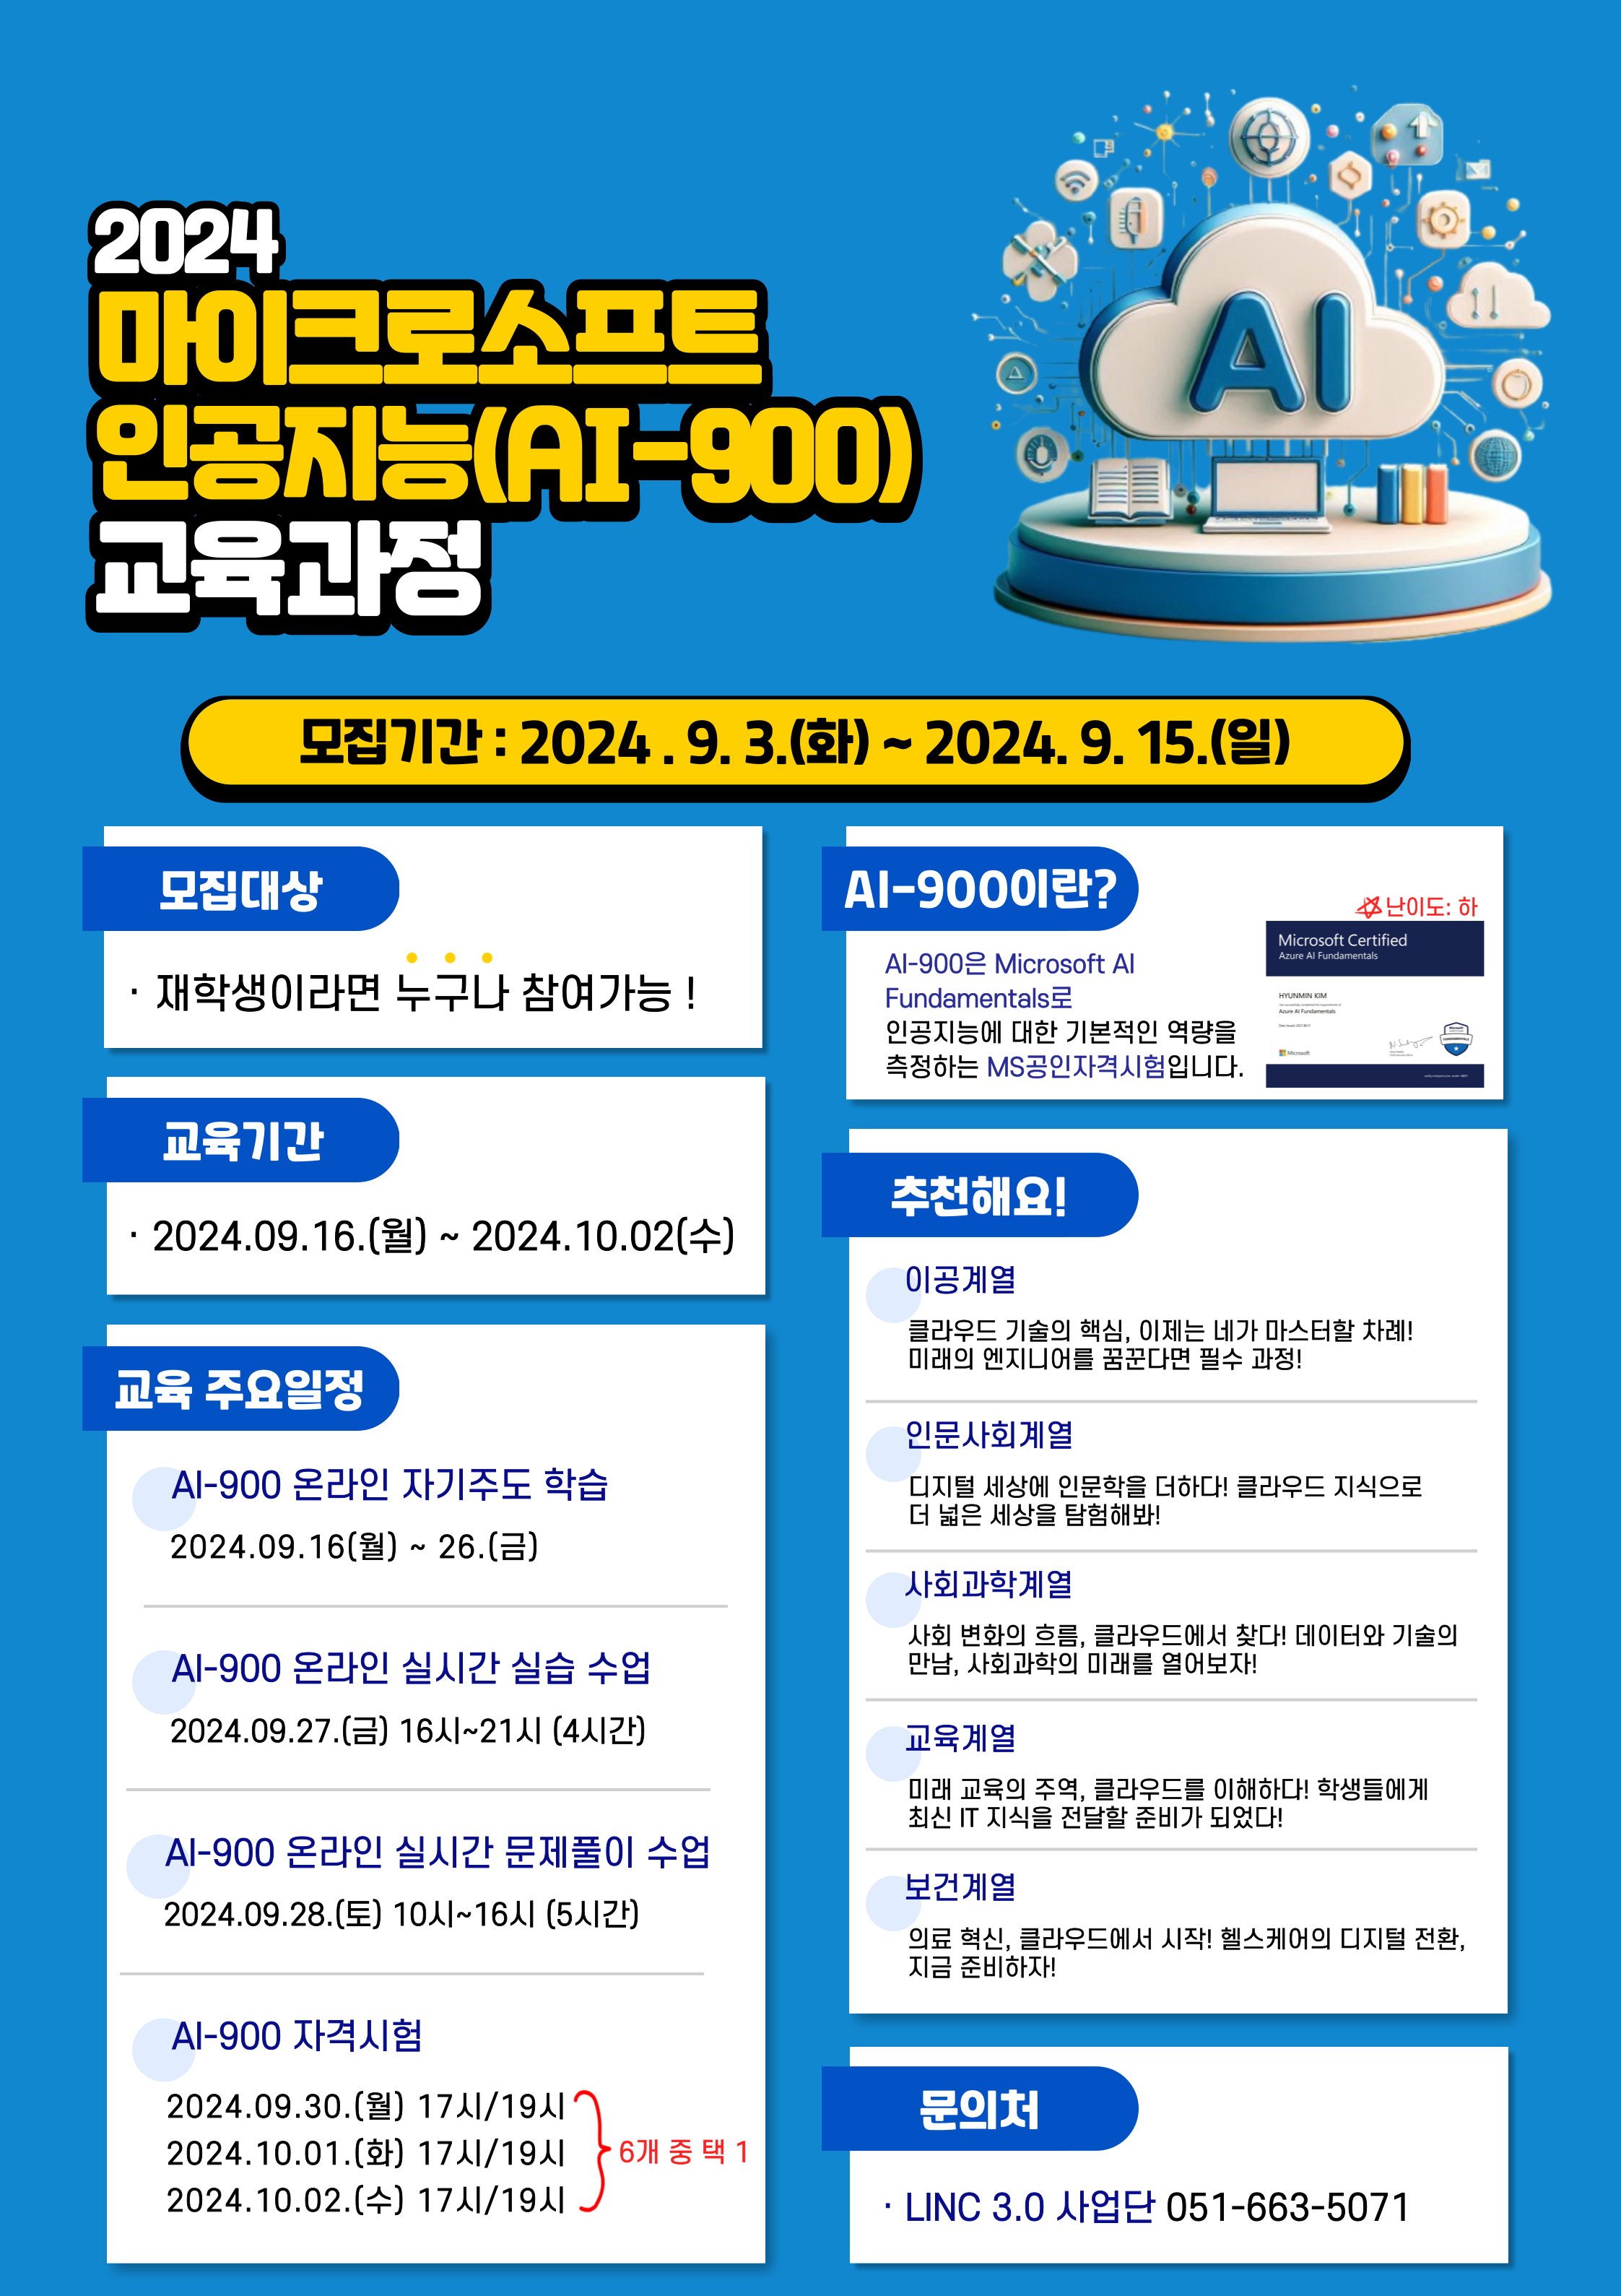 2024
마이크로소프트
인공지능(AI-900)
교육과정
AI
모집기간 : 2024 . 9. 3.(화) ~ 2024. 9. 15.(일)
모집대상
· 재학생이라면 누구나 참여가능 !
교육기간
· 2024.09.16.(월) ~ 2024.10.02(수)
교육 주요일정
AI-900 온라인 자기주도 학습
2024.09.16(월) ~ 26.(금)
AI-900 온라인 실시간 실습 수업
2024.09.27.(금) 16시~21시 (4시간)
AI-900 온라인 실시간 문제풀이 수업
2024.09.28.(토) 10시~16시 (5시간)
AI-900 자격시험
2024.09.30.(월) 17시/19시
2024.10.01.(화) 17시/19시
2024.10.02.(수) 17시/19시
6개 중 택 1
AI-900이란?
AI-900은 Microsoft AI
Fundamentals로
인공지능에 대한 기본적인 역량을
측정하는 MS공인자격시험입니다.
난이도: 하
Microsoft Certified
Azure AI Fundamentals
HYUNMIN KIM
Azure AI Fundamentals
Microsoft
추천해요!
이공계열
클라우드 기술의 핵심, 이제는 네가 마스터할 차례!
미래의 엔지니어를 꿈꾼다면 필수 과정!
인문사회계열
디지털 세상에 인문학을 더하다! 클라우드 지식으로
더 넓은 세상을 탐험해봐!
사회과학계열
사회 변화의 흐름, 클라우드에서 찾다! 데이터와 기술의
만남, 사회과학의 미래를 열어보자!
교육계열
미래 교육의 주역, 클라우드를 이해하다! 학생들에게
최신 IT 지식을 전달할 준비가 되었다!
보건계열
의료 혁신, 클라우드에서 시작! 헬스케어의 디지털 전환,
지금 준비하자!
문의처
· LINC 3.0 사업단 051-663-5071